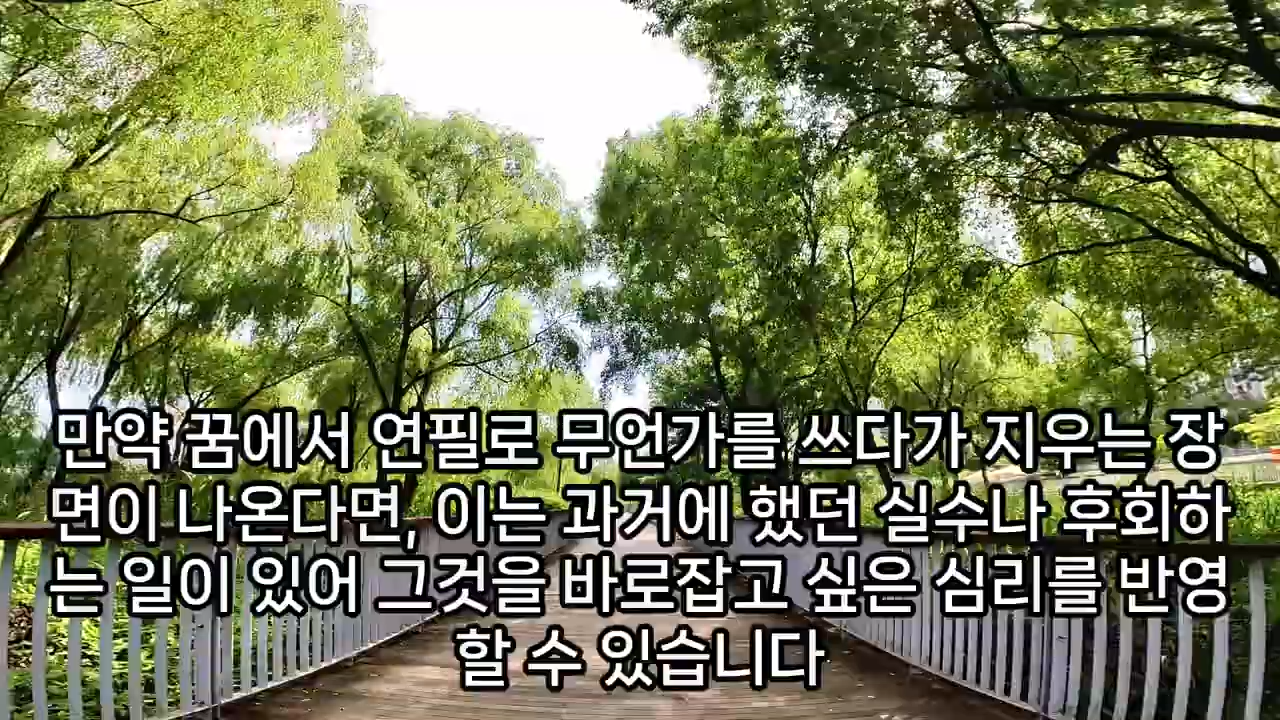 만약 꿈에서 연필로 무언가를 쓰다가 지우는 장
면이 나온다면, 이는 과거에 했던 실수나 후회하
는 일이 있어 그것을 바로잡고 싶은 심리를 반영
할 수 있습니다